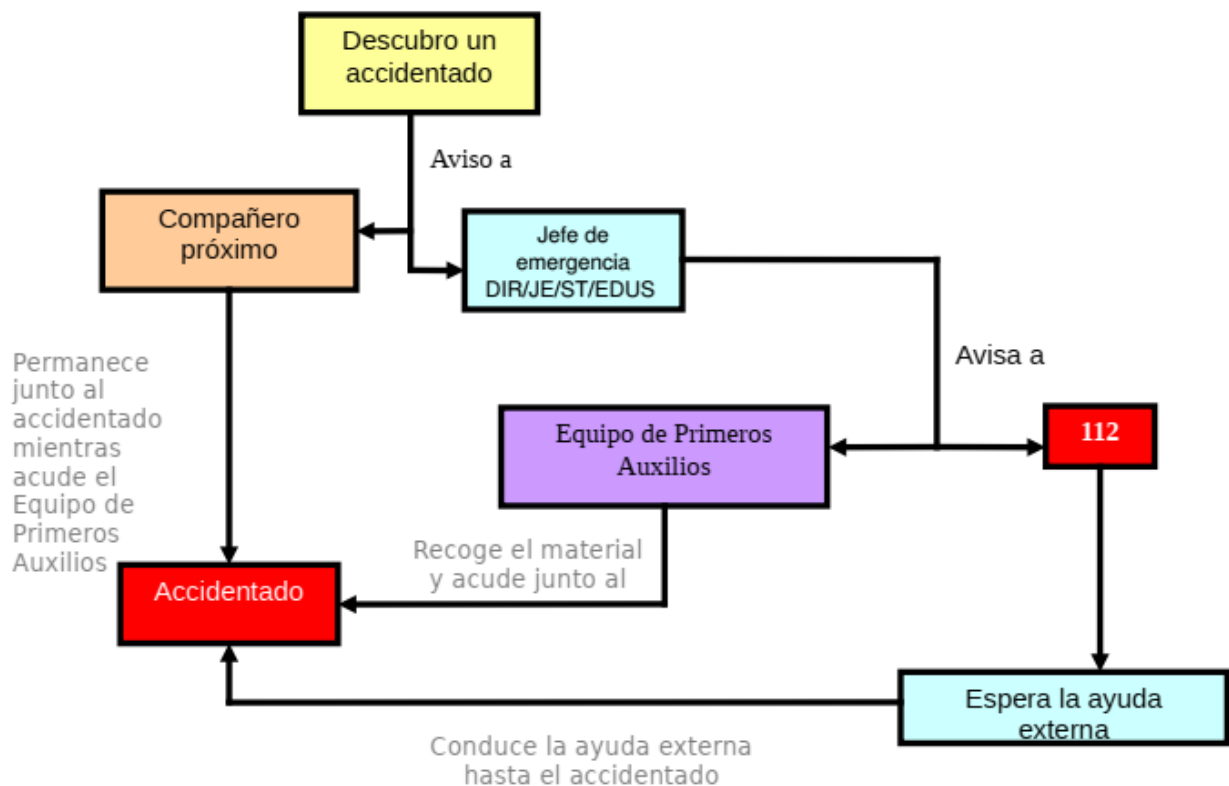 Descubro un
accidentado
Aviso a
Compañero
próximo
Jefe de
emergencia
DIR/JE/ST/EDUS
Avisa a
Permanece
junto al
accidentado
mientras
acude el
Equipo de
Primeros
Auxilios
Equipo de Primeros
Auxilios
112
Recoge el material
y acude junto al
Accidentado
Espera la ayuda
externa
Conduce la ayuda externa
hasta el accidentado